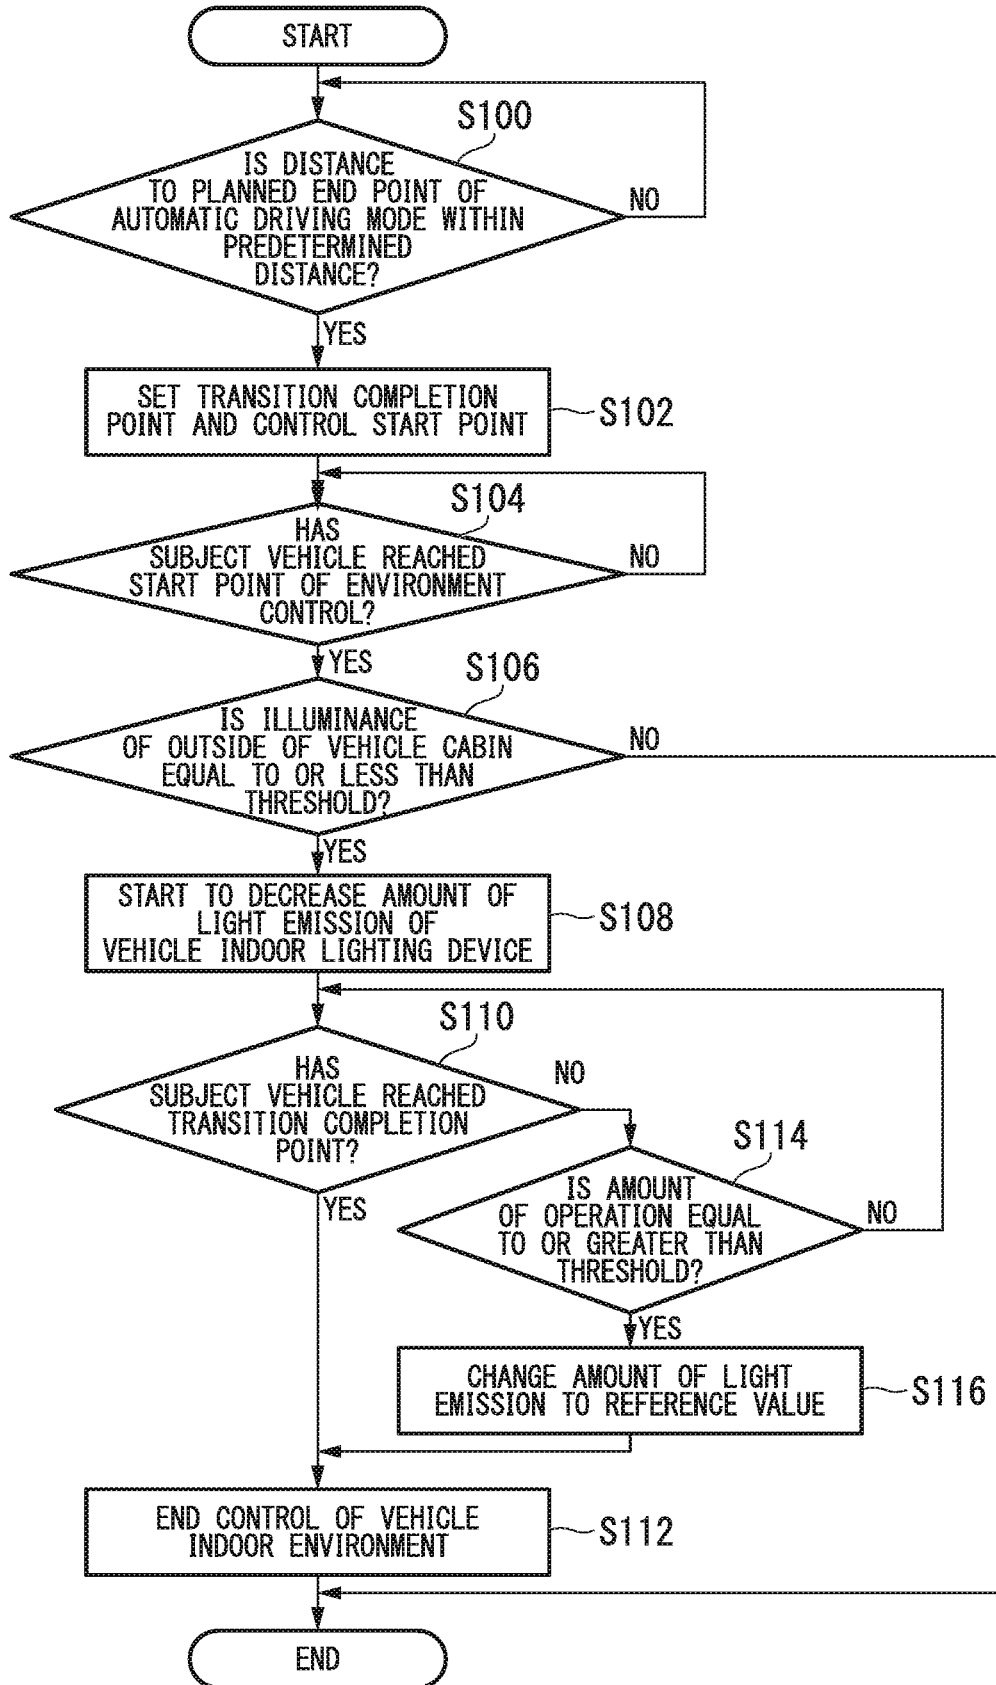 START
S100
IS DISTANCE
TO PLANNED END POINT OF
AUTOMATIC DRIVING MODE WITHIN
PREDETERMINED
DISTANCE?
NO
YES
SET TRANSITION COMPLETION
POINT AND CONTROL START POINT
S102
S104
HAS
SUBJECT VEHICLE REACHED
START POINT OF ENVIRONMENT
CONTROL?
NO
YES
S106
IS ILLUMINANCE
OF OUTSIDE OF VEHICLE CABIN
EQUAL TO OR LESS THAN
THRESHOLD?
NO
YES
START TO DECREASE AMOUNT OF
LIGHT EMISSION OF
VEHICLE INDOOR LIGHTING DEVICE
S108
S110
HAS
SUBJECT VEHICLE REACHED
TRANSITION COMPLETION
POINT?
NO
YES
S114
IS AMOUNT
OF OPERATION EQUAL
TO OR GREATER THAN
THRESHOLD?
NO
YES
CHANGE AMOUNT OF LIGHT
EMISSION TO REFERENCE VALUE
S116
END CONTROL OF VEHICLE
INDOOR ENVIRONMENT
S112
END